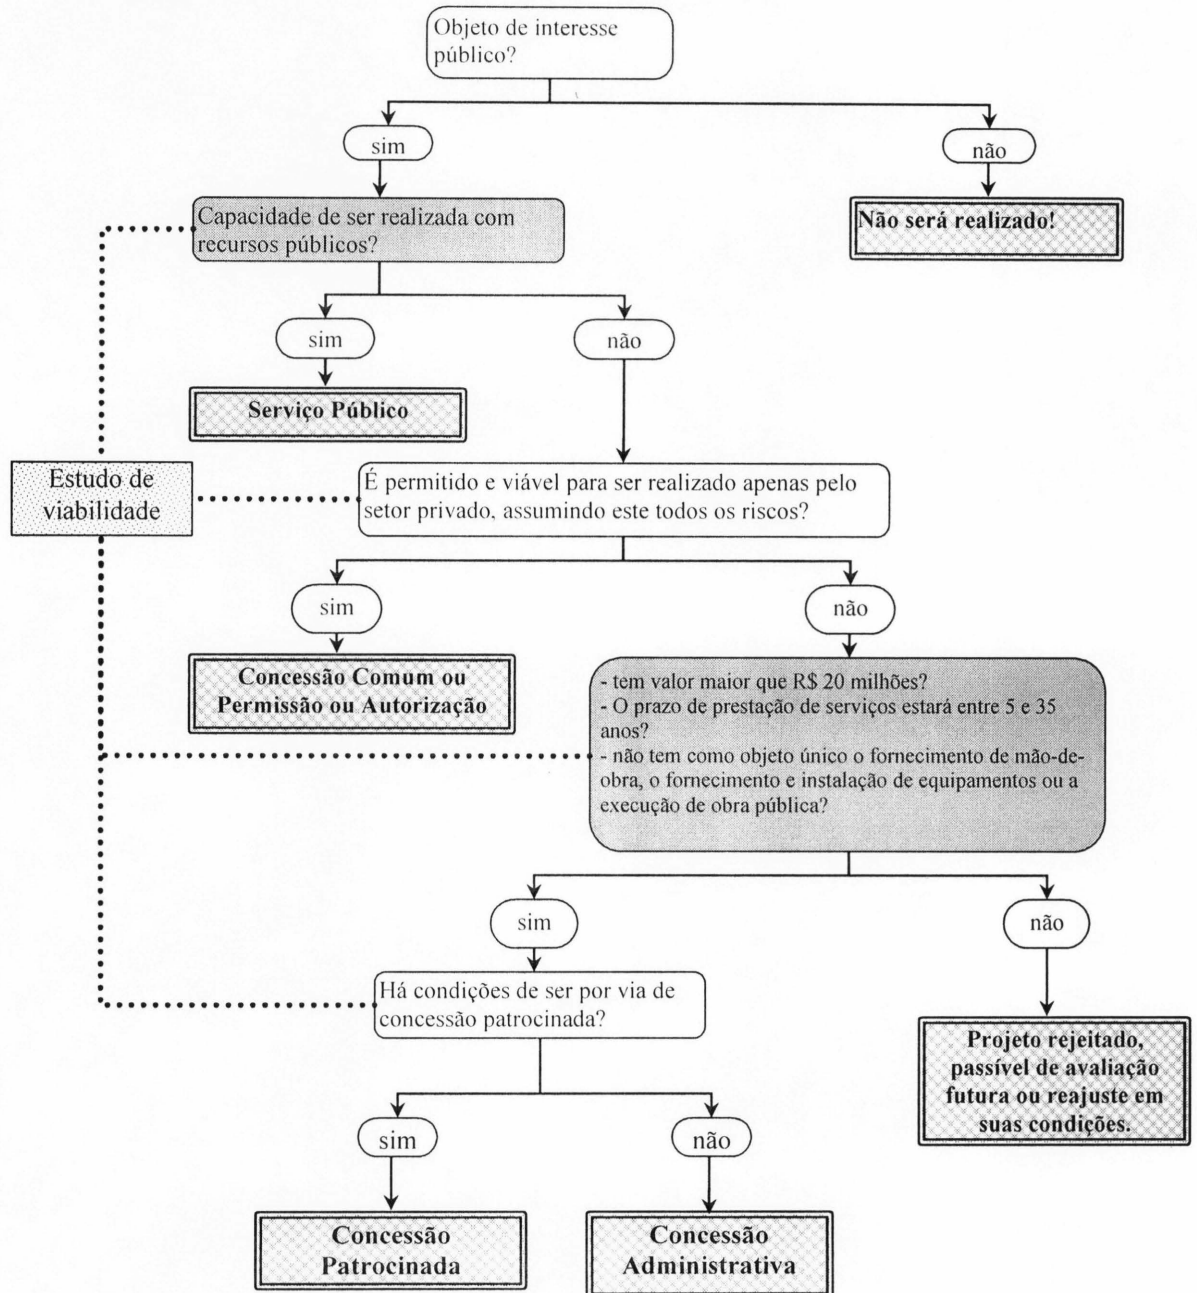 Objeto de interesse
público?
sim
não
Capacidade de ser realizada com
recursos públicos?
Não será realizado!
sim
não
Serviço Público
Estudo de
viabilidade
É permitido e viável para ser realizado apenas pelo
setor privado, assumindo este todos os riscos?
sim
não
Concessão Comum ou
Permissão ou Autorização
- tem valor maior que R$ 20 milhões?
- O prazo de prestação de serviços estará entre 5 e 35
anos?
- não tem como objeto único o fornecimento de mão-de-
obra, o fornecimento e instalação de equipamentos ou a
execução de obra pública?
sim
não
Há condições de ser por via de
concessão patrocinada?
Projeto rejeitado,
passível de avaliação
futura ou reajuste em
suas condições.
sim
não
Concessão
Patrocinada
Concessão
Administrativa